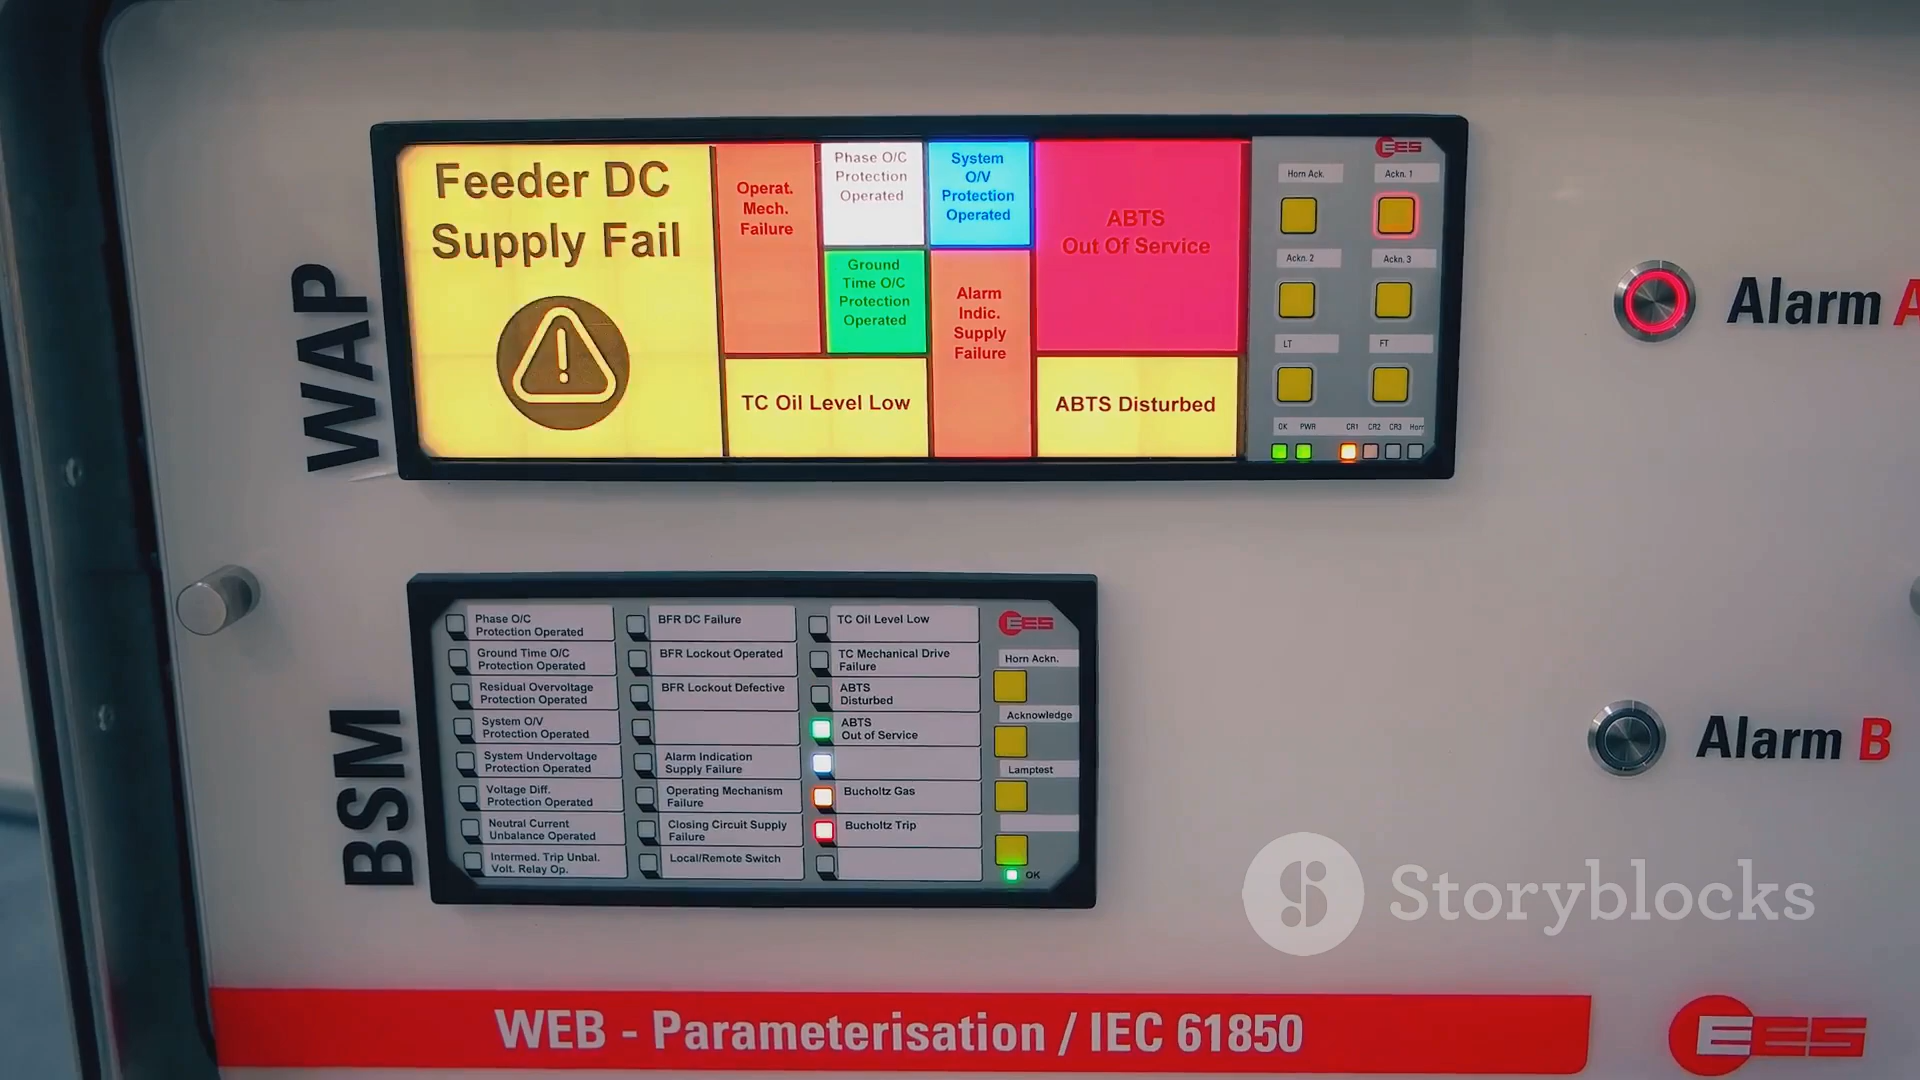 WAP
Feeder DC
Supply Fail
Operat.
Mech.
Failure
Phase O/C
Protection
Operated
Ground
Time O/C
Protection
Operated
TC Oil Level Low
System
O/V
Protection
Operated
Alarm
Indic.
Supply
Failure
ABTS
Out Of Service
ABTS Disturbed
EES
Horn Ack.
Ackn. 1
Ackn. 2
Ackn. 3
LT
FT
OK PWR CR1 CR2 CR3 Horn
Alarm A
BSM
Phase O/C
Protection Operated
Ground Time O/C
Protection Operated
Residual Overvoltage
Protection Operated
System O/V
Protection Operated
System Undervoltage
Protection Operated
Voltage Diff.
Protection Operated
Neutral Current
Unbalance Operated
Intermed. Trip Unbal.
Volt. Relay Op.
BFR DC Failure
BFR Lockout Operated
BFR Lockout Defective
Alarm Indication
Supply Failure
Operating Mechanism
Failure
Closing Circuit Supply
Failure
Local/Remote Switch
TC Oil Level Low
TC Mechanical Drive
Failure
ABTS
Disturbed
ABTS
Out of Service
Bucholtz Gas
Bucholtz Trip
EES
Horn Ackn.
Acknowledge
Lamptest
OK
Alarm B
Storyblocks
WEB - Parameterisation / IEC 61850
EES